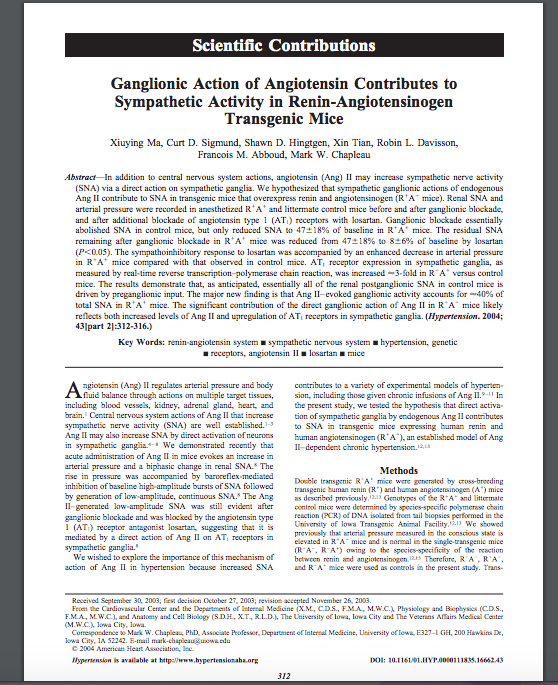 Scientific Contributions
Ganglionic Action of Angiotensin Contributes to
Sympathetic Activity in Renin-Angiotensinogen
Transgenic Mice
Xiuying Ma, Curt D. Sigmund, Shawn D. Hingtgen, Xin Tian, Robin L. Davisson,
Francois M. Abboud, Mark W. Chapleau
Abstract—In addition to central nervous system actions, angiotensin (Ang) II may increase sympathetic nerve activity
(SNA) via a direct action on sympathetic ganglia. We hypothesized that sympathetic ganglionic actions of endogenous
Ang II contribute to SNA in transgenic mice that overexpress renin and angiotensinogen (R+A+ mice). Renal SNA and
arterial pressure were recorded in anesthetized R+A+ and littermate control mice before and after ganglionic blockade,
and after additional blockade of angiotensin type 1 (AT1) receptors with losartan. Ganglionic blockade essentially
abolished SNA in control mice, but only reduced SNA to 47±18% of baseline in R+A+ mice. The residual SNA
remaining after ganglionic blockade in R+A+ mice was reduced from 47±18% to 8±6% of baseline by losartan
(P<0.05). The sympathoinhibitory response to losartan was accompanied by an enhanced decrease in arterial pressure
in R+A+ mice compared with that observed in control mice. AT1 receptor expression in sympathetic ganglia, as
measured by real-time reverse transcription–polymerase chain reaction, was increased ≈3-fold in R+A+ versus control
mice. The results demonstrate that, as anticipated, essentially all of the renal postganglionic SNA in control mice is
driven by preganglionic input. The major new finding is that Ang II–evoked ganglionic activity accounts for ≈40% of
total SNA in R+A+ mice. The significant contribution of the direct ganglionic action of Ang II in R+A+ mice likely
reflects both increased levels of Ang II and upregulation of AT1 receptors in sympathetic ganglia. (Hypertension. 2004;
43[part 2]:312-316.)
Key Words: renin-angiotensin system ■ sympathetic nervous system ■ hypertension, genetic
■ receptors, angiotensin II ■ losartan ■ mice
Angiotensin (Ang) II regulates arterial pressure and body
fluid balance through actions on multiple target tissues,
including blood vessels, kidney, adrenal gland, heart, and
brain.1 Central nervous system actions of Ang II that increase
sympathetic nerve activity (SNA) are well established.1–3
Ang II may also increase SNA by direct activation of neurons
in sympathetic ganglia.4–8 We demonstrated recently that
acute administration of Ang II in mice evokes an increase in
arterial pressure and a biphasic change in renal SNA.8 The
rise in pressure was accompanied by baroreflex-mediated
inhibition of baseline high-amplitude bursts of SNA followed
by generation of low-amplitude, continuous SNA.8 The Ang
II–generated low-amplitude SNA was still evident after
ganglionic blockade and was blocked by the angiotensin type
1 (AT1) receptor antagonist losartan, suggesting that it is
mediated by a direct action of Ang II on AT1 receptors in
sympathetic ganglia.8
We wished to explore the importance of this mechanism of
action of Ang II in hypertension because increased SNA
contributes to a variety of experimental models of hyperten-
sion, including those given chronic infusions of Ang II.9–11 In
the present study, we tested the hypothesis that direct activa-
tion of sympathetic ganglia by endogenous Ang II contributes
to SNA in transgenic mice expressing human renin and
human angiotensinogen (R+A+), an established model of Ang
II–dependent chronic hypertension.12,13
Methods
Double transgenic R+A+ mice were generated by cross-breeding
transgenic human renin (R+) and human angiotensinogen (A+) mice
as described previously.12,13 Genotypes of the R+A+ and littermate
control mice were determined by species-specific polymerase chain
reaction (PCR) of DNA isolated from tail biopsies performed in the
University of Iowa Transgenic Animal Facility.12,13 We showed
previously that arterial pressure measured in the conscious state is
elevated in R+A+ mice and is normal in the single-transgenic mice
(R+A−, R−A+) owing to the species-specificity of the reaction
between renin and angiotensinogen.12,13 Therefore, R−A−, R+A−,
and R−A+ mice were used as controls in the present study. Trans-
Received September 30, 2003; first decision October 27, 2003; revision accepted November 26, 2003.
From the Cardiovascular Center and the Departments of Internal Medicine (X.M., C.D.S., F.M.A., M.W.C.), Physiology and Biophysics (C.D.S.,
F.M.A., M.W.C.), and Anatomy and Cell Biology (S.D.H., X.T., R.L.D.), The University of Iowa, Iowa City and The Veterans Affairs Medical Center
(M.W.C.), Iowa City, Iowa.
Correspondence to Mark W. Chapleau, PhD, Associate Professor, Department of Internal Medicine, University of Iowa, E327–1 GH, 200 Hawkins Dr,
Iowa City, IA 52242. E-mail mark-chapleau@uiowa.edu
© 2004 American Heart Association, Inc.
Hypertension is available at http://www.hypertensionaha.org
DOI: 10.1161/01.HYP.0000111835.16662.43
312